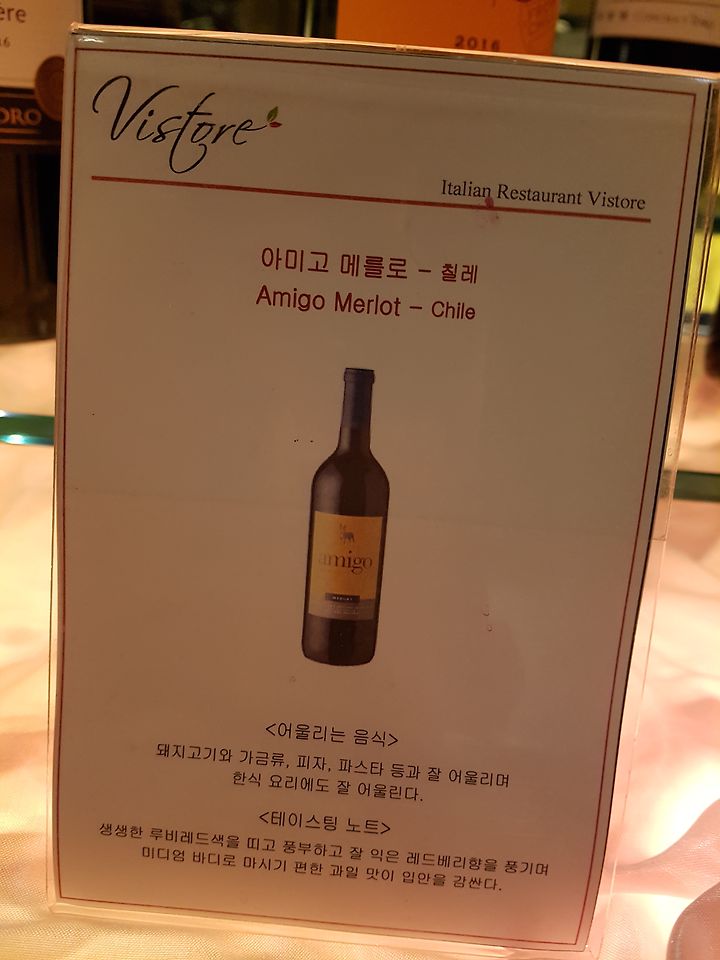 2016
Vistore
Italian Restaurant Vistore
아미고 메를로 - 칠레
Amigo Merlot - Chile
amigo
MERLOT
<어울리는 음식>
돼지고기와 가금류, 피자, 파스타 등과 잘 어울리며
한식 요리에도 잘 어울린다.
<테이스팅 노트>
생생한 루비레드색을 띠고 풍부하고 잘 익은 레드베리향을 풍기며
미디엄 바디로 마시기 편한 과일 맛이 입안을 감싼다.